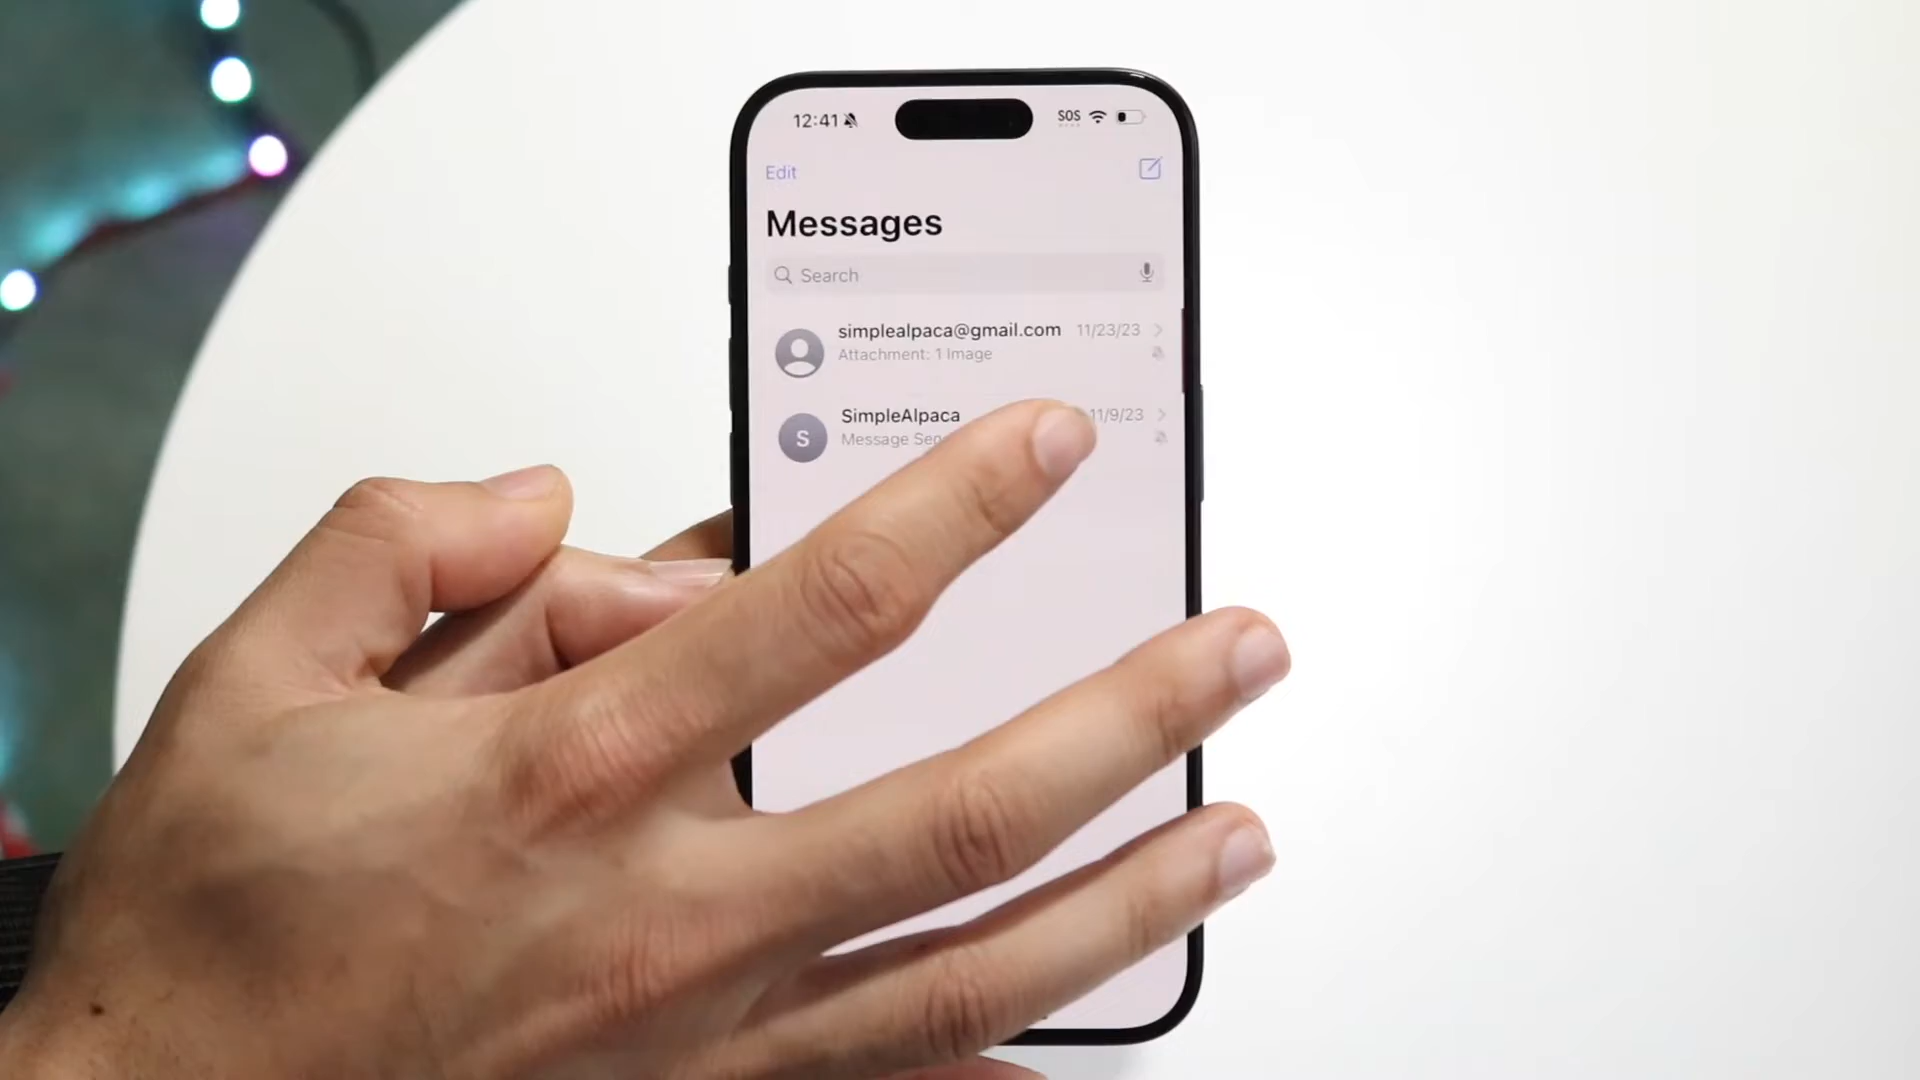 12:41 SOS
Edit
Messages
Search
simplealpaca@gmail.com 11/23/23
Attachment: 1 Image
SimpleAlpaca 11/9/23
S
Message